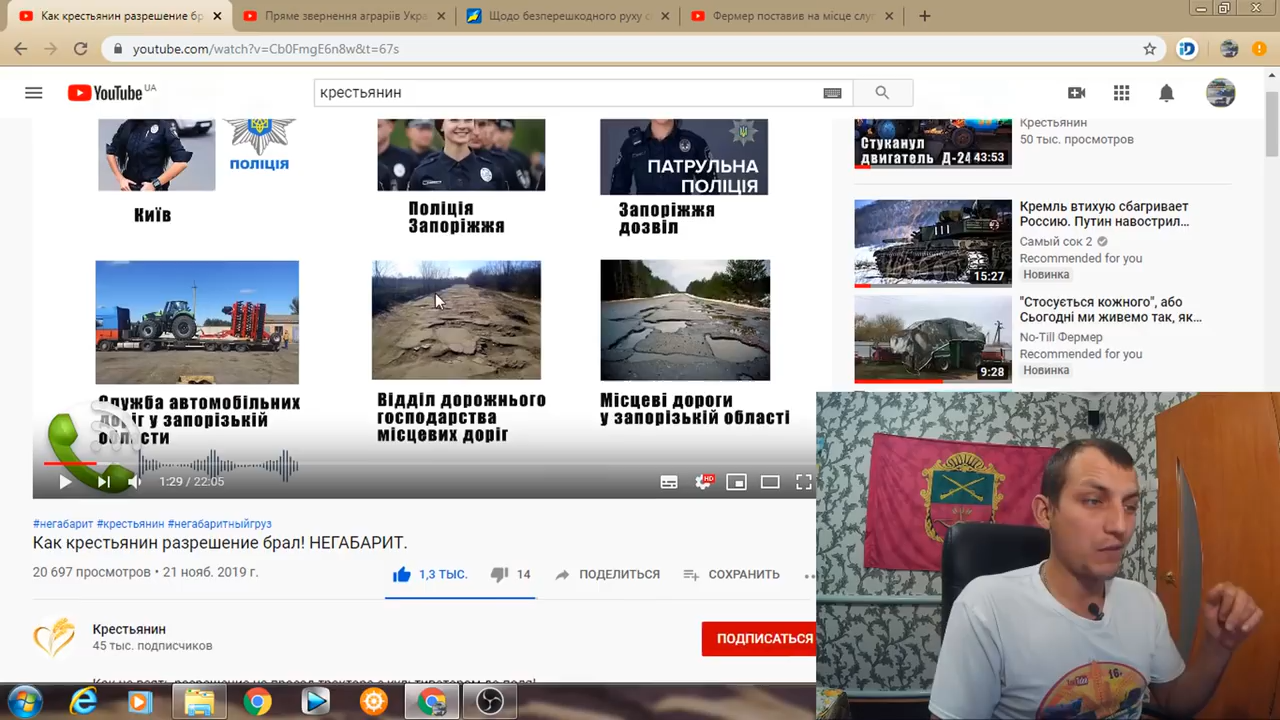 Как крестьянин разрешение бр
Пряме звернення аграріїв Укра
Щодо безперешкодного руху с
Фермер поставив на місце слуг
youtube.com/watch?v=Cb0FmgE6n8w&t=67s
YouTube UA
крестьянин
ПОЛІЦІЯ
ПАТРУЛЬНА
ПОЛІЦІЯ
Київ
Поліція
Запоріжжя
Запоріжжя
дозвіл
Служба автомобільних
доріг у запорізькій
області
Відділ дорожнього
господарства
місцевих доріг
Місцеві дороги
у запорізькій області
1:29 / 22:05
HD
#негабарит #крестьянин #негабаритныйгруз
Как крестьянин разрешение брал! НЕГАБАРИТ.
20 697 просмотров • 21 нояб. 2019 г.
1,3 ТЫС.
14
ПОДЕЛИТЬСЯ
СОХРАНИТЬ
Крестьянин
45 тыс. подписчиков
ПОДПИСАТЬСЯ
Стуканул
двигатель Д-24
43:53
Крестьянин
50 тыс. просмотров
15:27
Кремль втихую сбагривает
Россию. Путин навострил...
Самый сок 2
Recommended for you
Новинка
9:28
"Стосується кожного", або
Сьогодні ми живемо так, як...
No-Till Фермер
Recommended for you
Новинка
16.